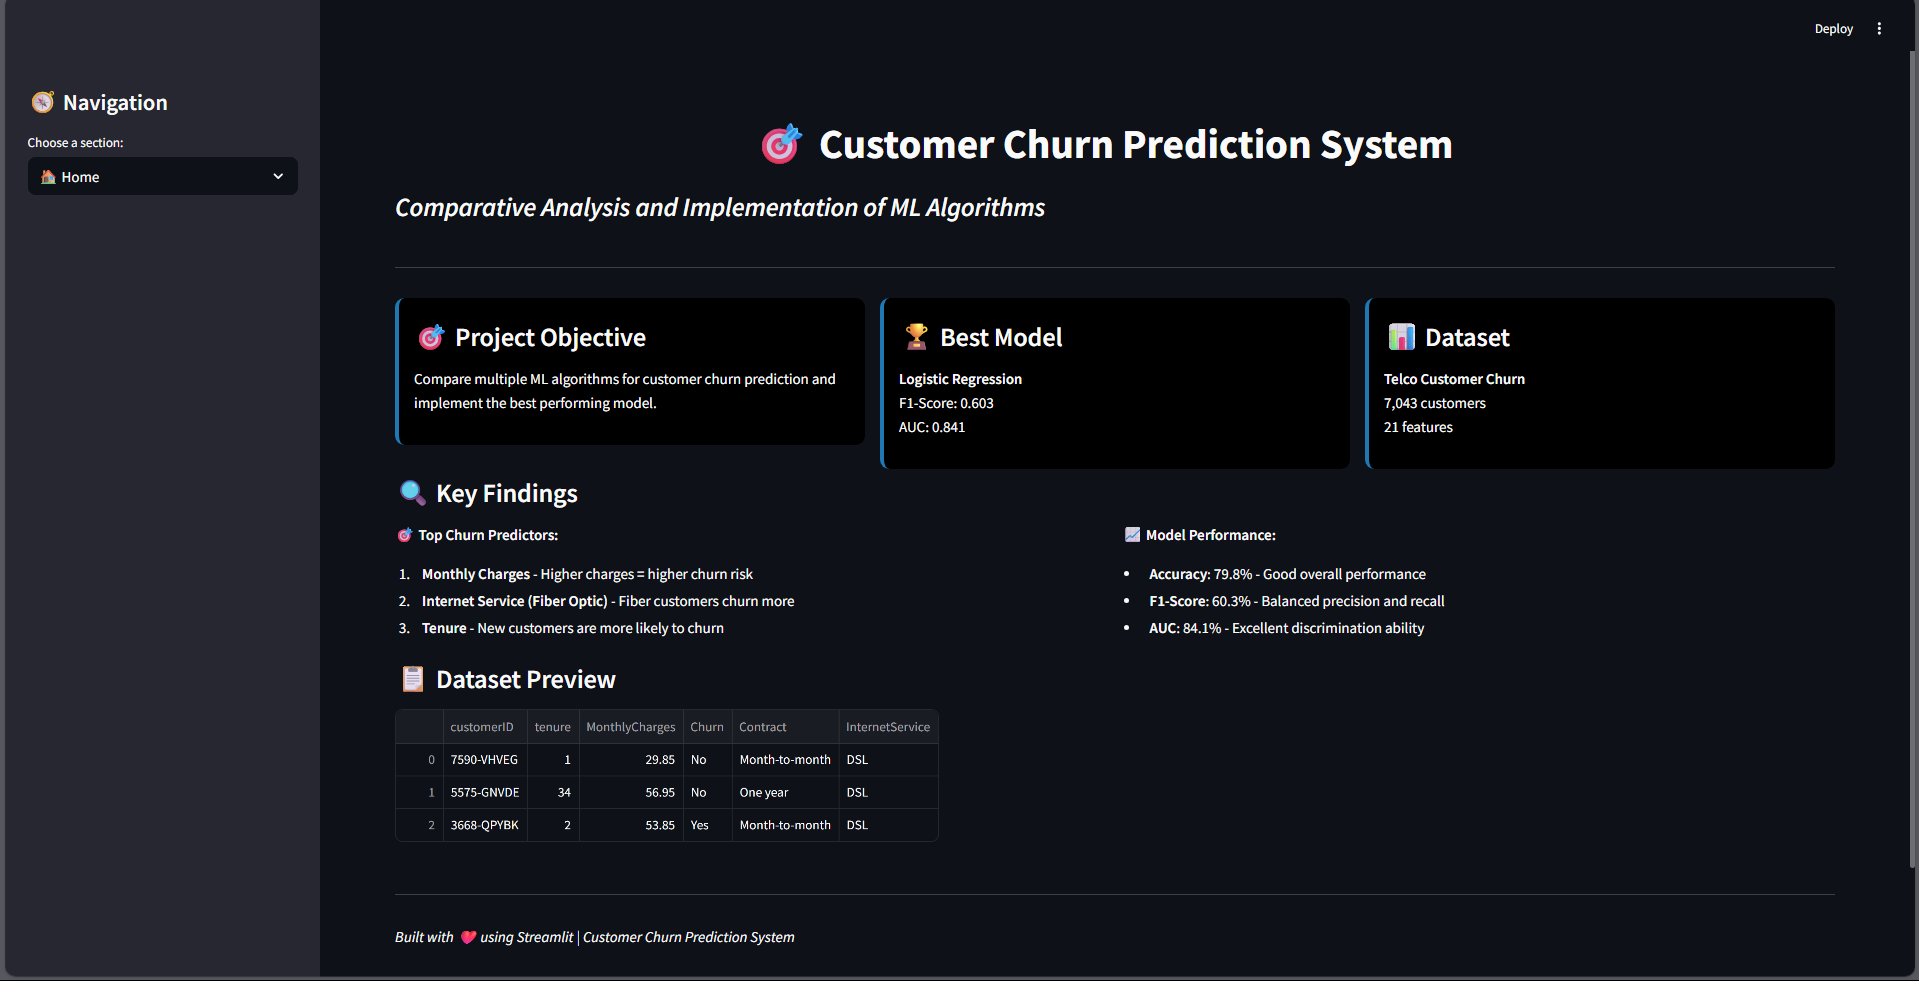 Deploy
Navigation
Choose a section:
Home
Customer Churn Prediction System
Comparative Analysis and Implementation of ML Algorithms
Project Objective
Compare multiple ML algorithms for customer churn prediction and
implement the best performing model.
Best Model
Logistic Regression
F1-Score: 0.603
AUC: 0.841
Dataset
Telco Customer Churn
7,043 customers
21 features
Key Findings
Top Churn Predictors:
1. Monthly Charges - Higher charges = higher churn risk
2. Internet Service (Fiber Optic) - Fiber customers churn more
3. Tenure - New customers are more likely to churn
Model Performance:
• Accuracy: 79.8% - Good overall performance
• F1-Score: 60.3% - Balanced precision and recall
• AUC: 84.1% - Excellent discrimination ability
Dataset Preview
customerID tenure MonthlyCharges Churn Contract InternetService
0 7590-VHVEG 1 29.85 No Month-to-month DSL
1 5575-GNVDE 34 56.95 No One year DSL
2 3668-QPYBK 2 53.85 Yes Month-to-month DSL
Built with ❤️ using Streamlit | Customer Churn Prediction System